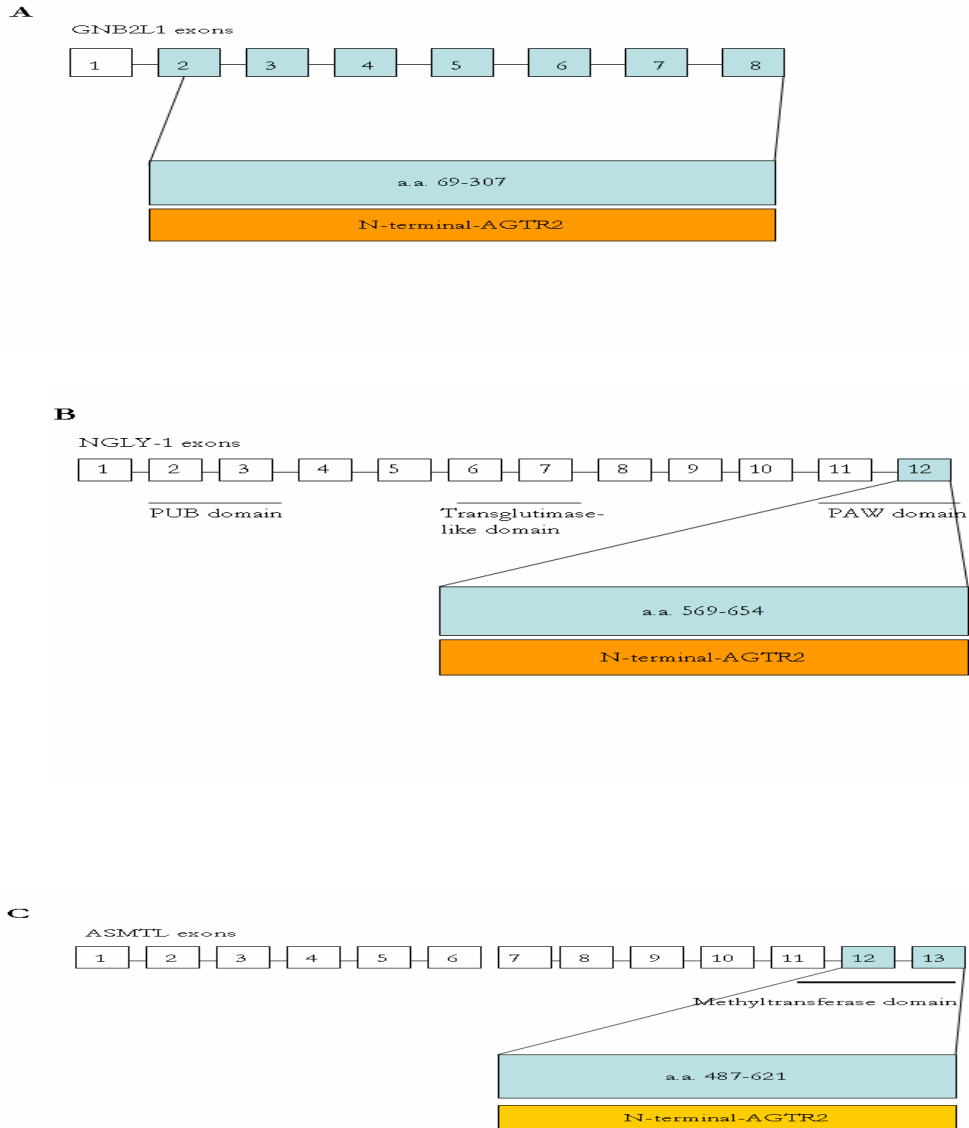 A
GNB2L1 exons
1 2 3 4 5 6 7 8
a.a. 69-307
N-terminal-AGTR2
B
NGLY-1 exons
1 2 3 4 5 6 7 8 9 10 11 12
PUB domain Transglutimase-like domain PAW domain
a.a. 569-654
N-terminal-AGTR2
C
ASMTL exons
1 2 3 4 5 6 7 8 9 10 11 12 13
Methyltransferase domain
a.a. 487-621
N-terminal-AGTR2